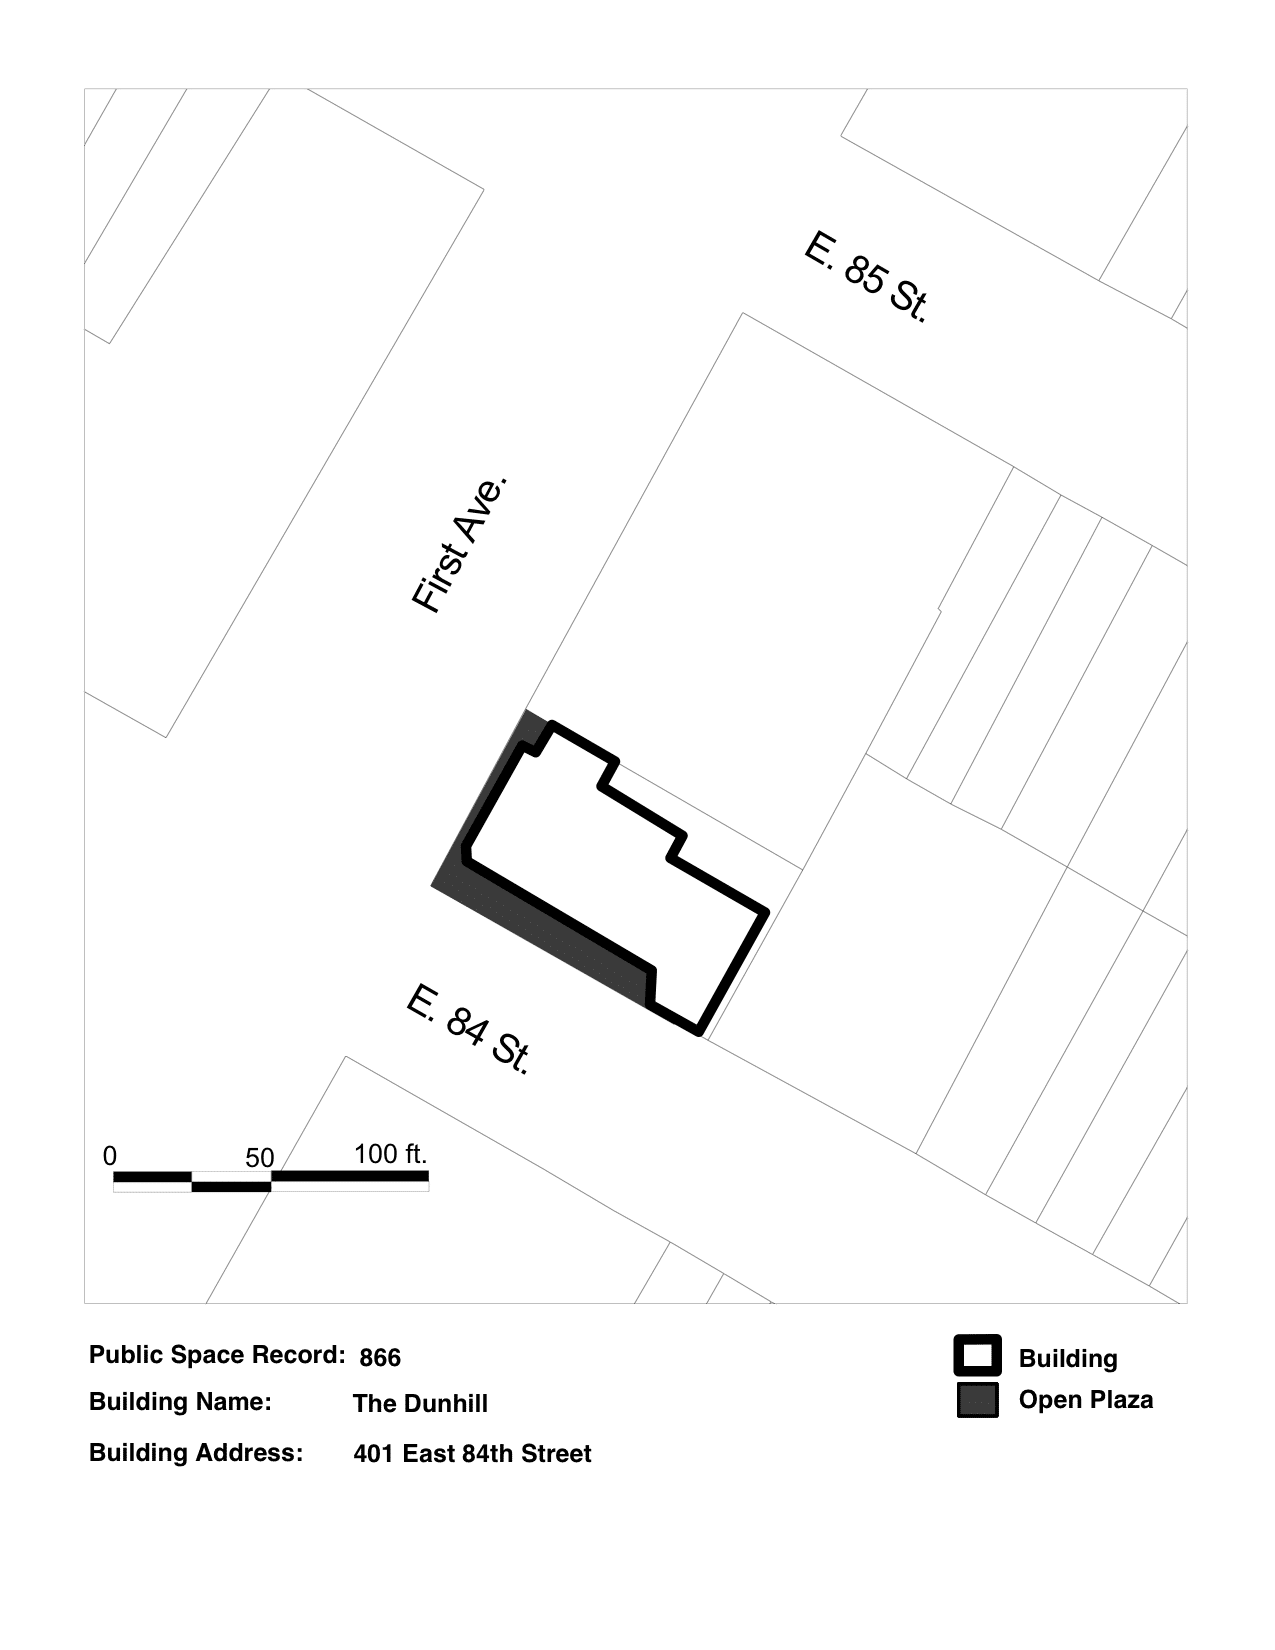 E. 85 St.
First Ave.
E. 84 St.
0 50 100 ft.
Public Space Record: 866
Building Name: The Dunhill
Building Address: 401 East 84th Street
Building
Open Plaza